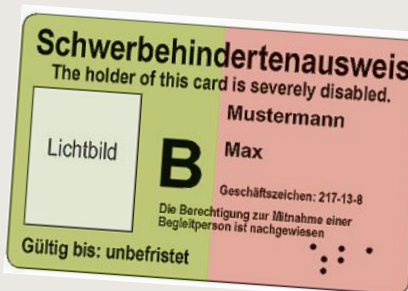 Schwerbehindertenausweis
The holder of this card is severely disabled.
Mustermann
Lichtbild
B
Max
Geschäftszeichen: 217-13-8
Die Berechtigung zur Mitnahme einer
Begleitperson ist nachgewiesen
Gültig bis: unbefristet